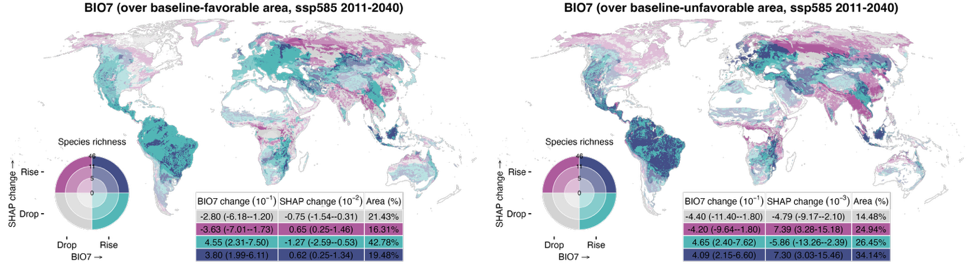 BIO7 (over baseline-favorable area, ssp585 2011-2040)
Species richness
0
SHAP change →
Rise
Drop
Drop Rise
BIO7 →
BIO7 change (10⁻¹) SHAP change (10⁻²) Area (%)
-2.80 (-6.18--1.20) -0.75 (-1.54--0.31) 21.43%
-3.63 (-7.01--1.73) 0.65 (0.25-1.46) 16.31%
4.55 (2.31-7.50) -1.27 (-2.59--0.53) 42.78%
3.80 (1.99-6.11) 0.62 (0.25-1.34) 19.48%
BIO7 (over baseline-unfavorable area, ssp585 2011-2040)
Species richness
0
SHAP change →
Rise
Drop
Drop Rise
BIO7 →
BIO7 change (10⁻¹) SHAP change (10⁻³) Area (%)
-4.40 (-11.40--1.80) -4.79 (-9.17--2.10) 14.48%
-4.20 (-9.64--1.80) 7.39 (3.28-15.18) 24.94%
4.65 (2.40-7.62) -5.86 (-13.26--2.39) 26.45%
4.09 (2.15-6.60) 7.30 (3.03-15.46) 34.14%